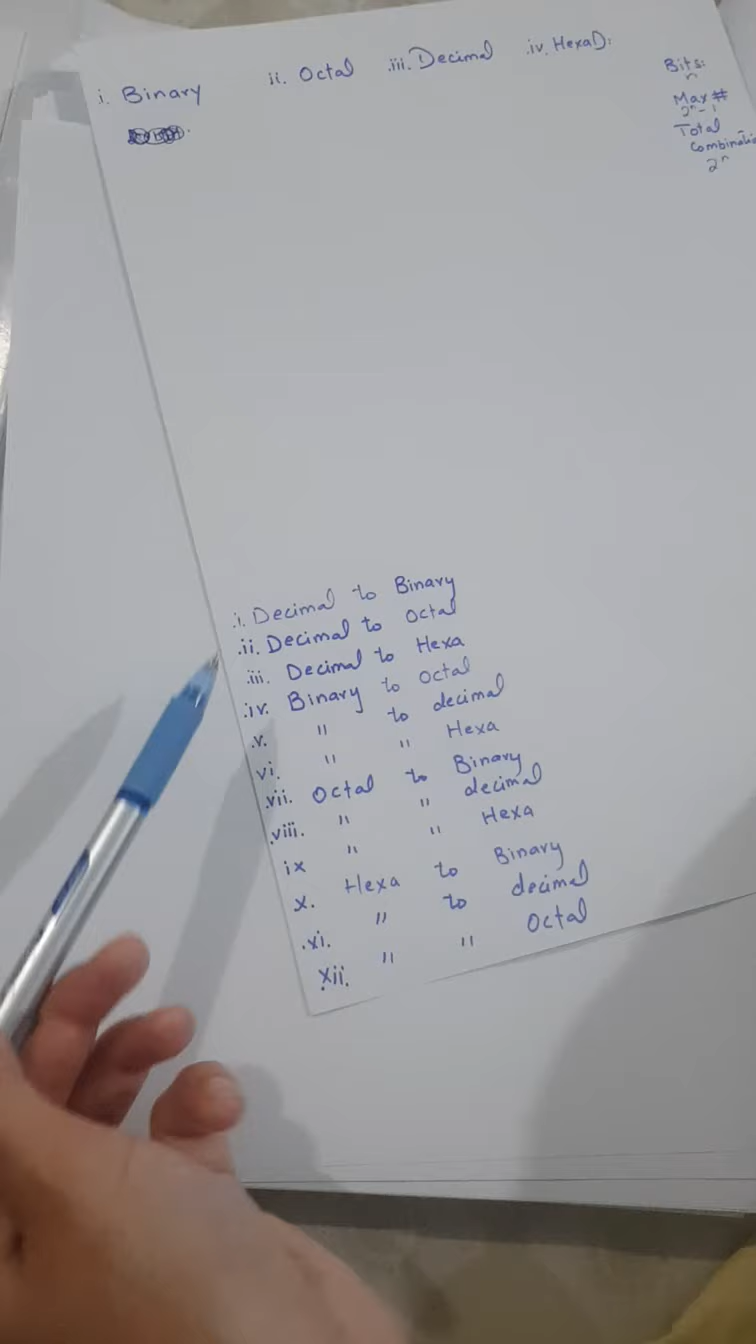 i. Binary ii. Octal iii. Decimal iv. HexaD:
Bits:
n
Max #
2ⁿ-1
Total
combinatio
2ⁿ
i. Decimal to Binary
ii. Decimal to Octal
iii. Decimal to Hexa
iv. Binary to Octal
v. " to decimal
vi. " " Hexa
vii. Octal to Binary
viii. " " decimal
ix " " Hexa
x. Hexa to Binary
xi. " to decimal
xii. " " Octal